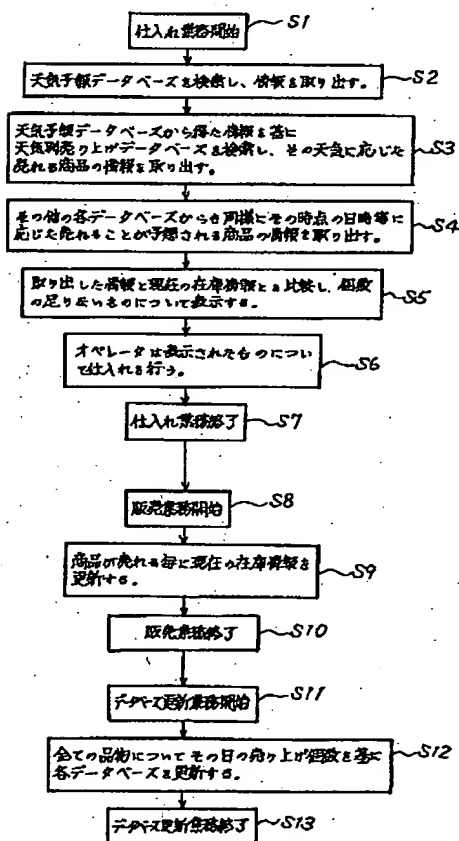 仕入れ業務開始
S1
天気予報データベースを検索し、情報を取り出す。
S2
天気予報データベースから得た情報を基に
天気別売り上げデータベースを検索し、その天気に応じた
売れる商品の情報を取り出す。
S3
その他の各データベースからも同様にその時点の日時等に
応じた売れることが予想される商品の情報を取り出す。
S4
取り出した情報と現在の在庫情報とを比較し、個数
の足りないものについて表示する。
S5
オペレータは表示されたものについ
て仕入れを行う。
S6
仕入れ業務終了
S7
販売業務開始
S8
商品が売れる毎に現在の在庫情報を
更新する。
S9
販売業務終了
S10
データベース更新業務開始
S11
全ての品物についてその日の売り上げ個数を基に
各データベースを更新する。
S12
データベース更新業務終了
S13